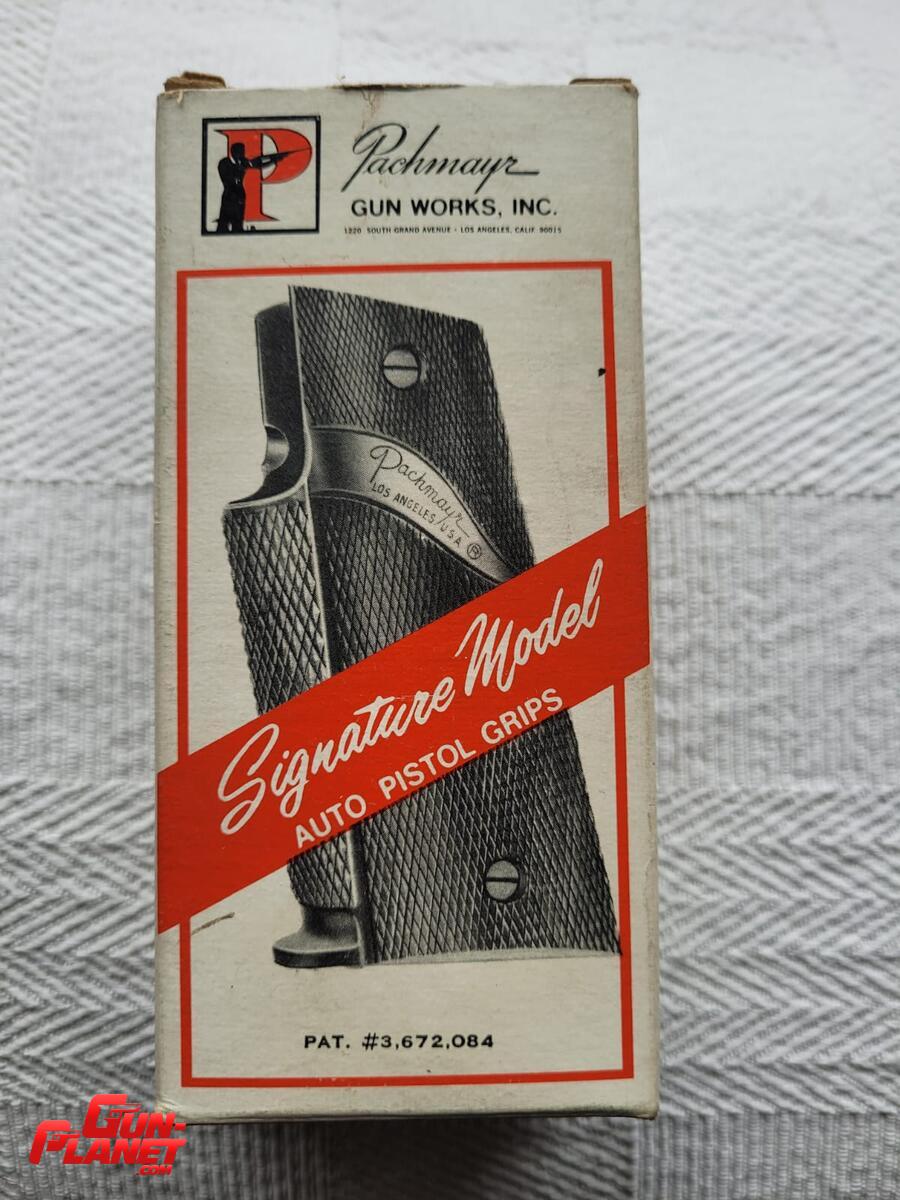 P
Pachmayr
GUN WORKS, INC.
1220 SOUTH GRAND AVENUE - LOS ANGELES, CALIF. 90015
Pachmayr
LOS ANGELES/USA ®
Signature Model
AUTO PISTOL GRIPS
PAT. #3,672,084
GUN-
PLANET
.COM